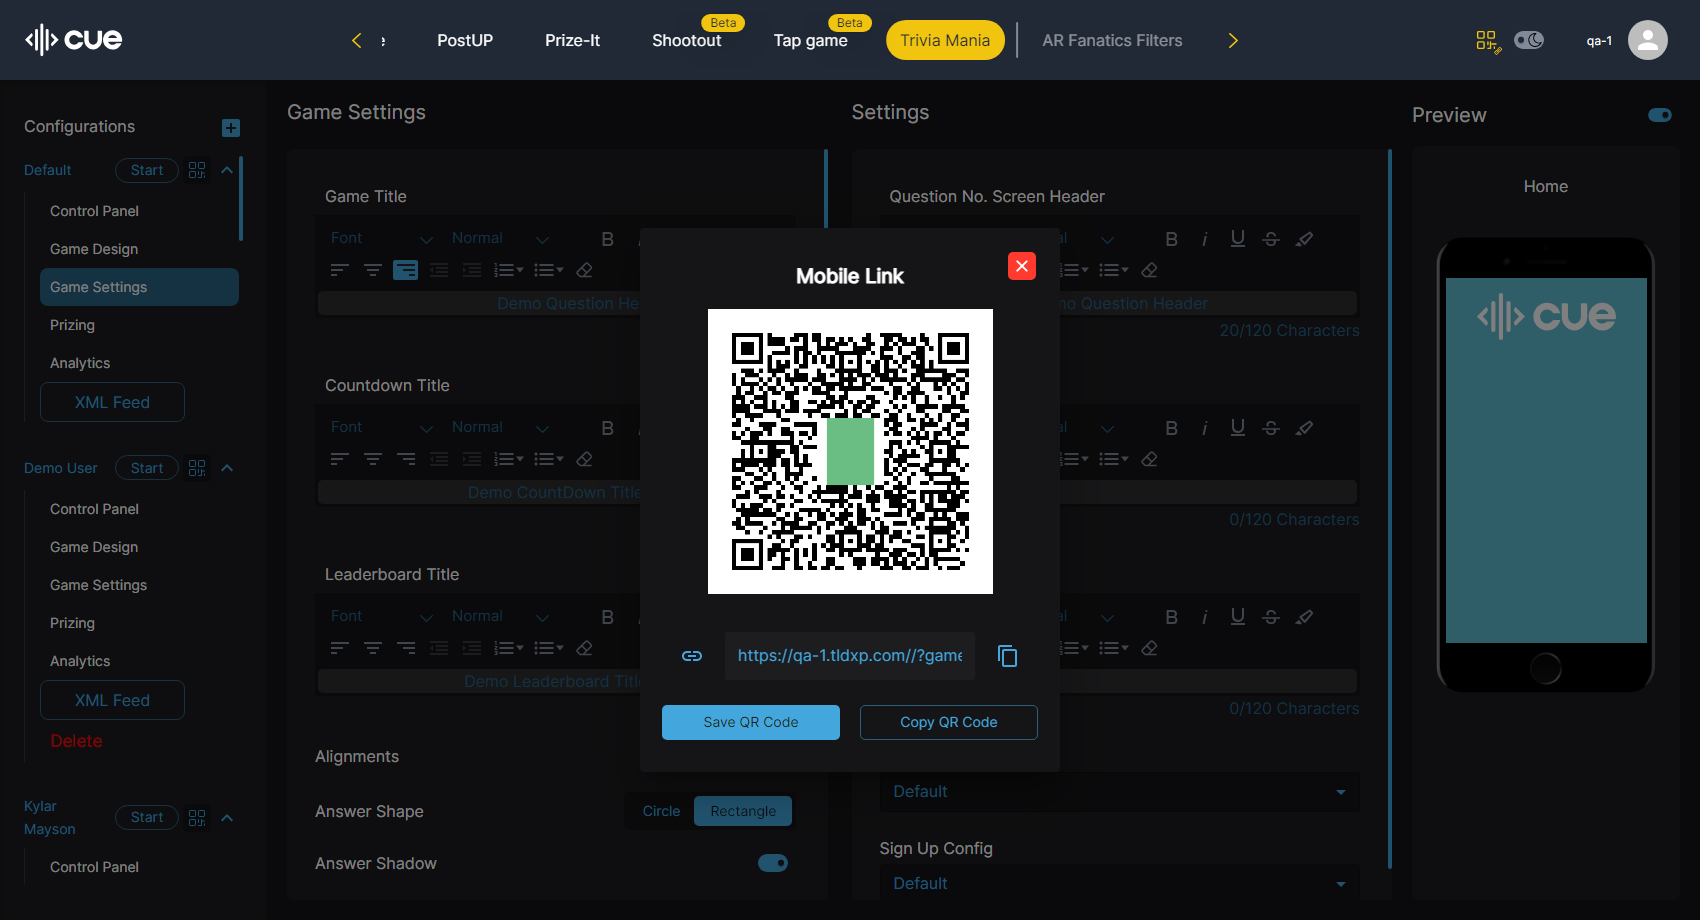 cue
e
PostUP
Prize-It
Beta
Shootout
Beta
Tap game
Trivia Mania
AR Fanatics Filters
qa-1
Configurations
Default
Start
Control Panel
Game Design
Game Settings
Prizing
Analytics
XML Feed
Demo User
Start
Control Panel
Game Design
Game Settings
Prizing
Analytics
XML Feed
Delete
Kylar
Mayson
Start
Control Panel
Game Settings
Game Title
Font
Normal
B
Demo Question He
Countdown Title
Font
Normal
B
Demo CountDown Title
Leaderboard Title
Font
Normal
B
Demo Leaderboard Titl
Alignments
Answer Shape
Circle
Rectangle
Answer Shadow
Mobile Link
https://qa-1.tldxp.com//?game
Save QR Code
Copy QR Code
Settings
Question No. Screen Header
al
B i U S
mo Question Header
20/120 Characters
al
B i U S
0/120 Characters
al
B i U S
0/120 Characters
Default
Sign Up Config
Default
Preview
Home
cue